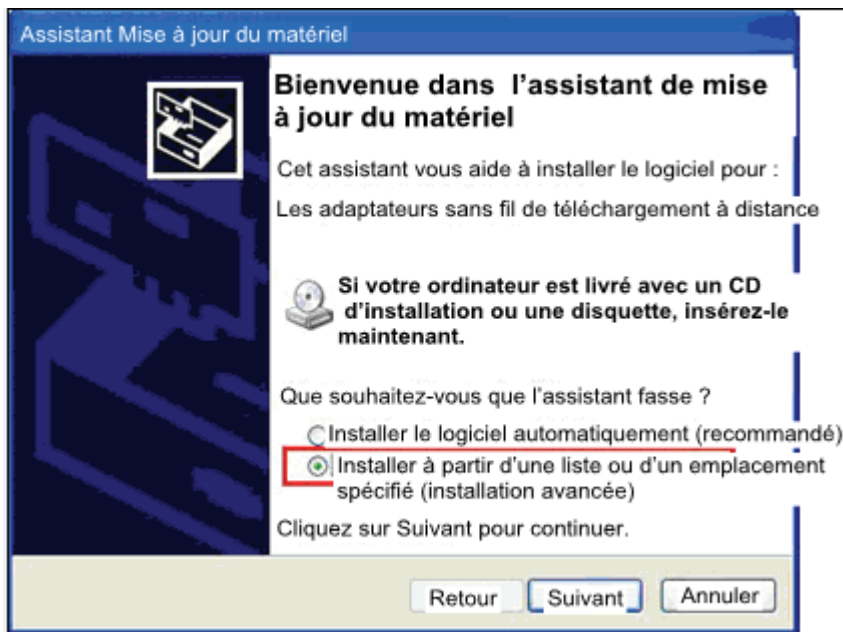 Assistant Mise à jour du matériel
Bienvenue dans l'assistant de mise
à jour du matériel
Cet assistant vous aide à installer le logiciel pour :
Les adaptateurs sans fil de téléchargement à distance
Si votre ordinateur est livré avec un CD
d'installation ou une disquette, insérez-le
maintenant.
Que souhaitez-vous que l'assistant fasse ?
Installer le logiciel automatiquement (recommandé)
Installer à partir d'une liste ou d'un emplacement
spécifié (installation avancée)
Cliquez sur Suivant pour continuer.
Retour Suivant Annuler